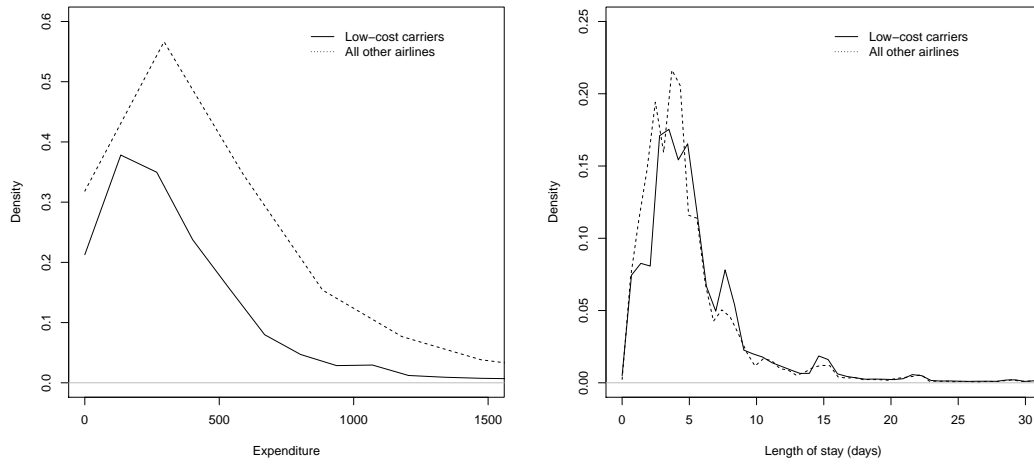 Low−cost carriers
All other airlines
Density
0.0 0.1 0.2 0.3 0.4 0.5 0.6
0 500 1000 1500
Expenditure
Low−cost carriers
All other airlines
Density
0.00 0.05 0.10 0.15 0.20 0.25
0 5 10 15 20 25 30
Length of stay (days)